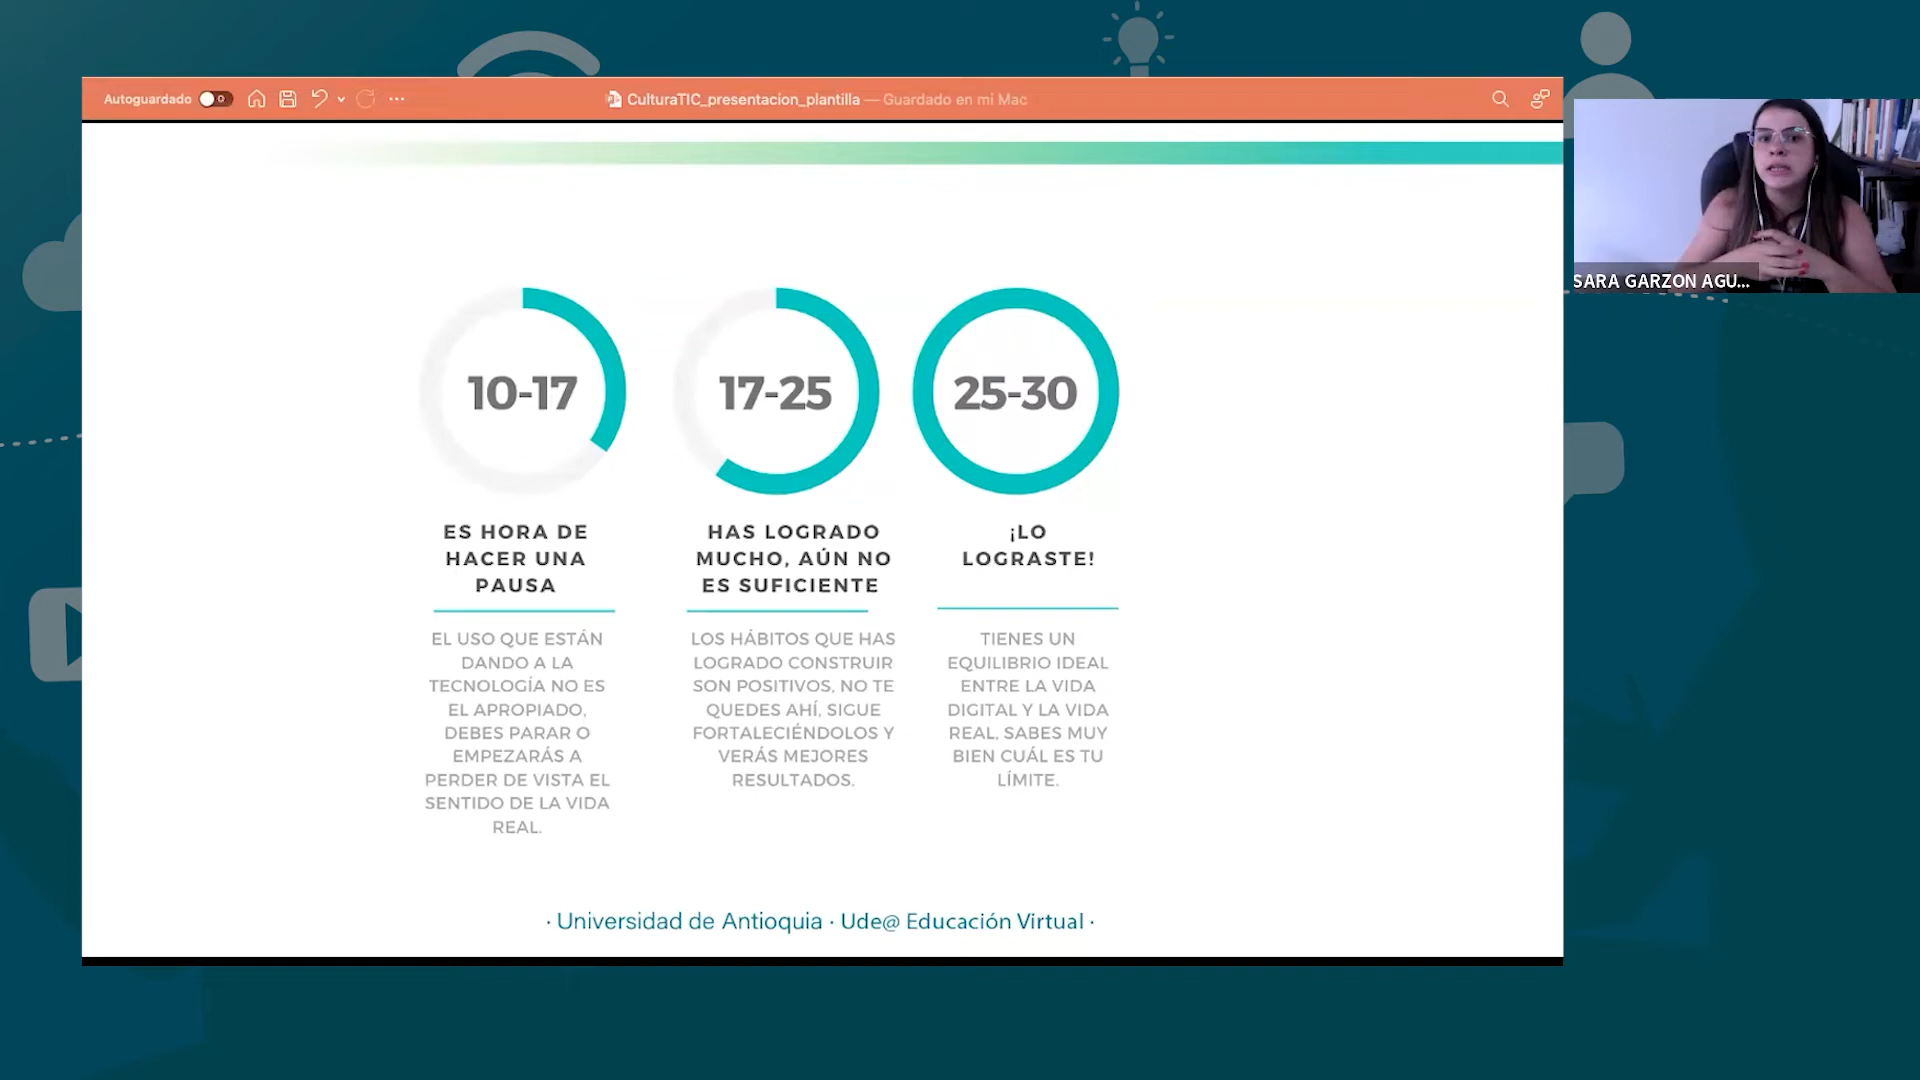 Autoguardado
CulturaTIC_presentacion_plantilla — Guardado en mi Mac
SARA GARZON AGU...
10-17
17-25
25-30
ES HORA DE
HACER UNA
PAUSA
HAS LOGRADO
MUCHO, AÚN NO
ES SUFICIENTE
¡LO
LOGRASTE!
EL USO QUE ESTÁN
DANDO A LA
TECNOLOGÍA NO ES
EL APROPIADO,
DEBES PARAR O
EMPEZARÁS A
PERDER DE VISTA EL
SENTIDO DE LA VIDA
REAL.
LOS HÁBITOS QUE HAS
LOGRADO CONSTRUIR
SON POSITIVOS, NO TE
QUEDES AHÍ, SIGUE
FORTALECIÉNDOLOS Y
VERÁS MEJORES
RESULTADOS.
TIENES UN
EQUILIBRIO IDEAL
ENTRE LA VIDA
DIGITAL Y LA VIDA
REAL, SABES MUY
BIEN CUÁL ES TU
LÍMITE.
· Universidad de Antioquia · Ude@ Educación Virtual ·